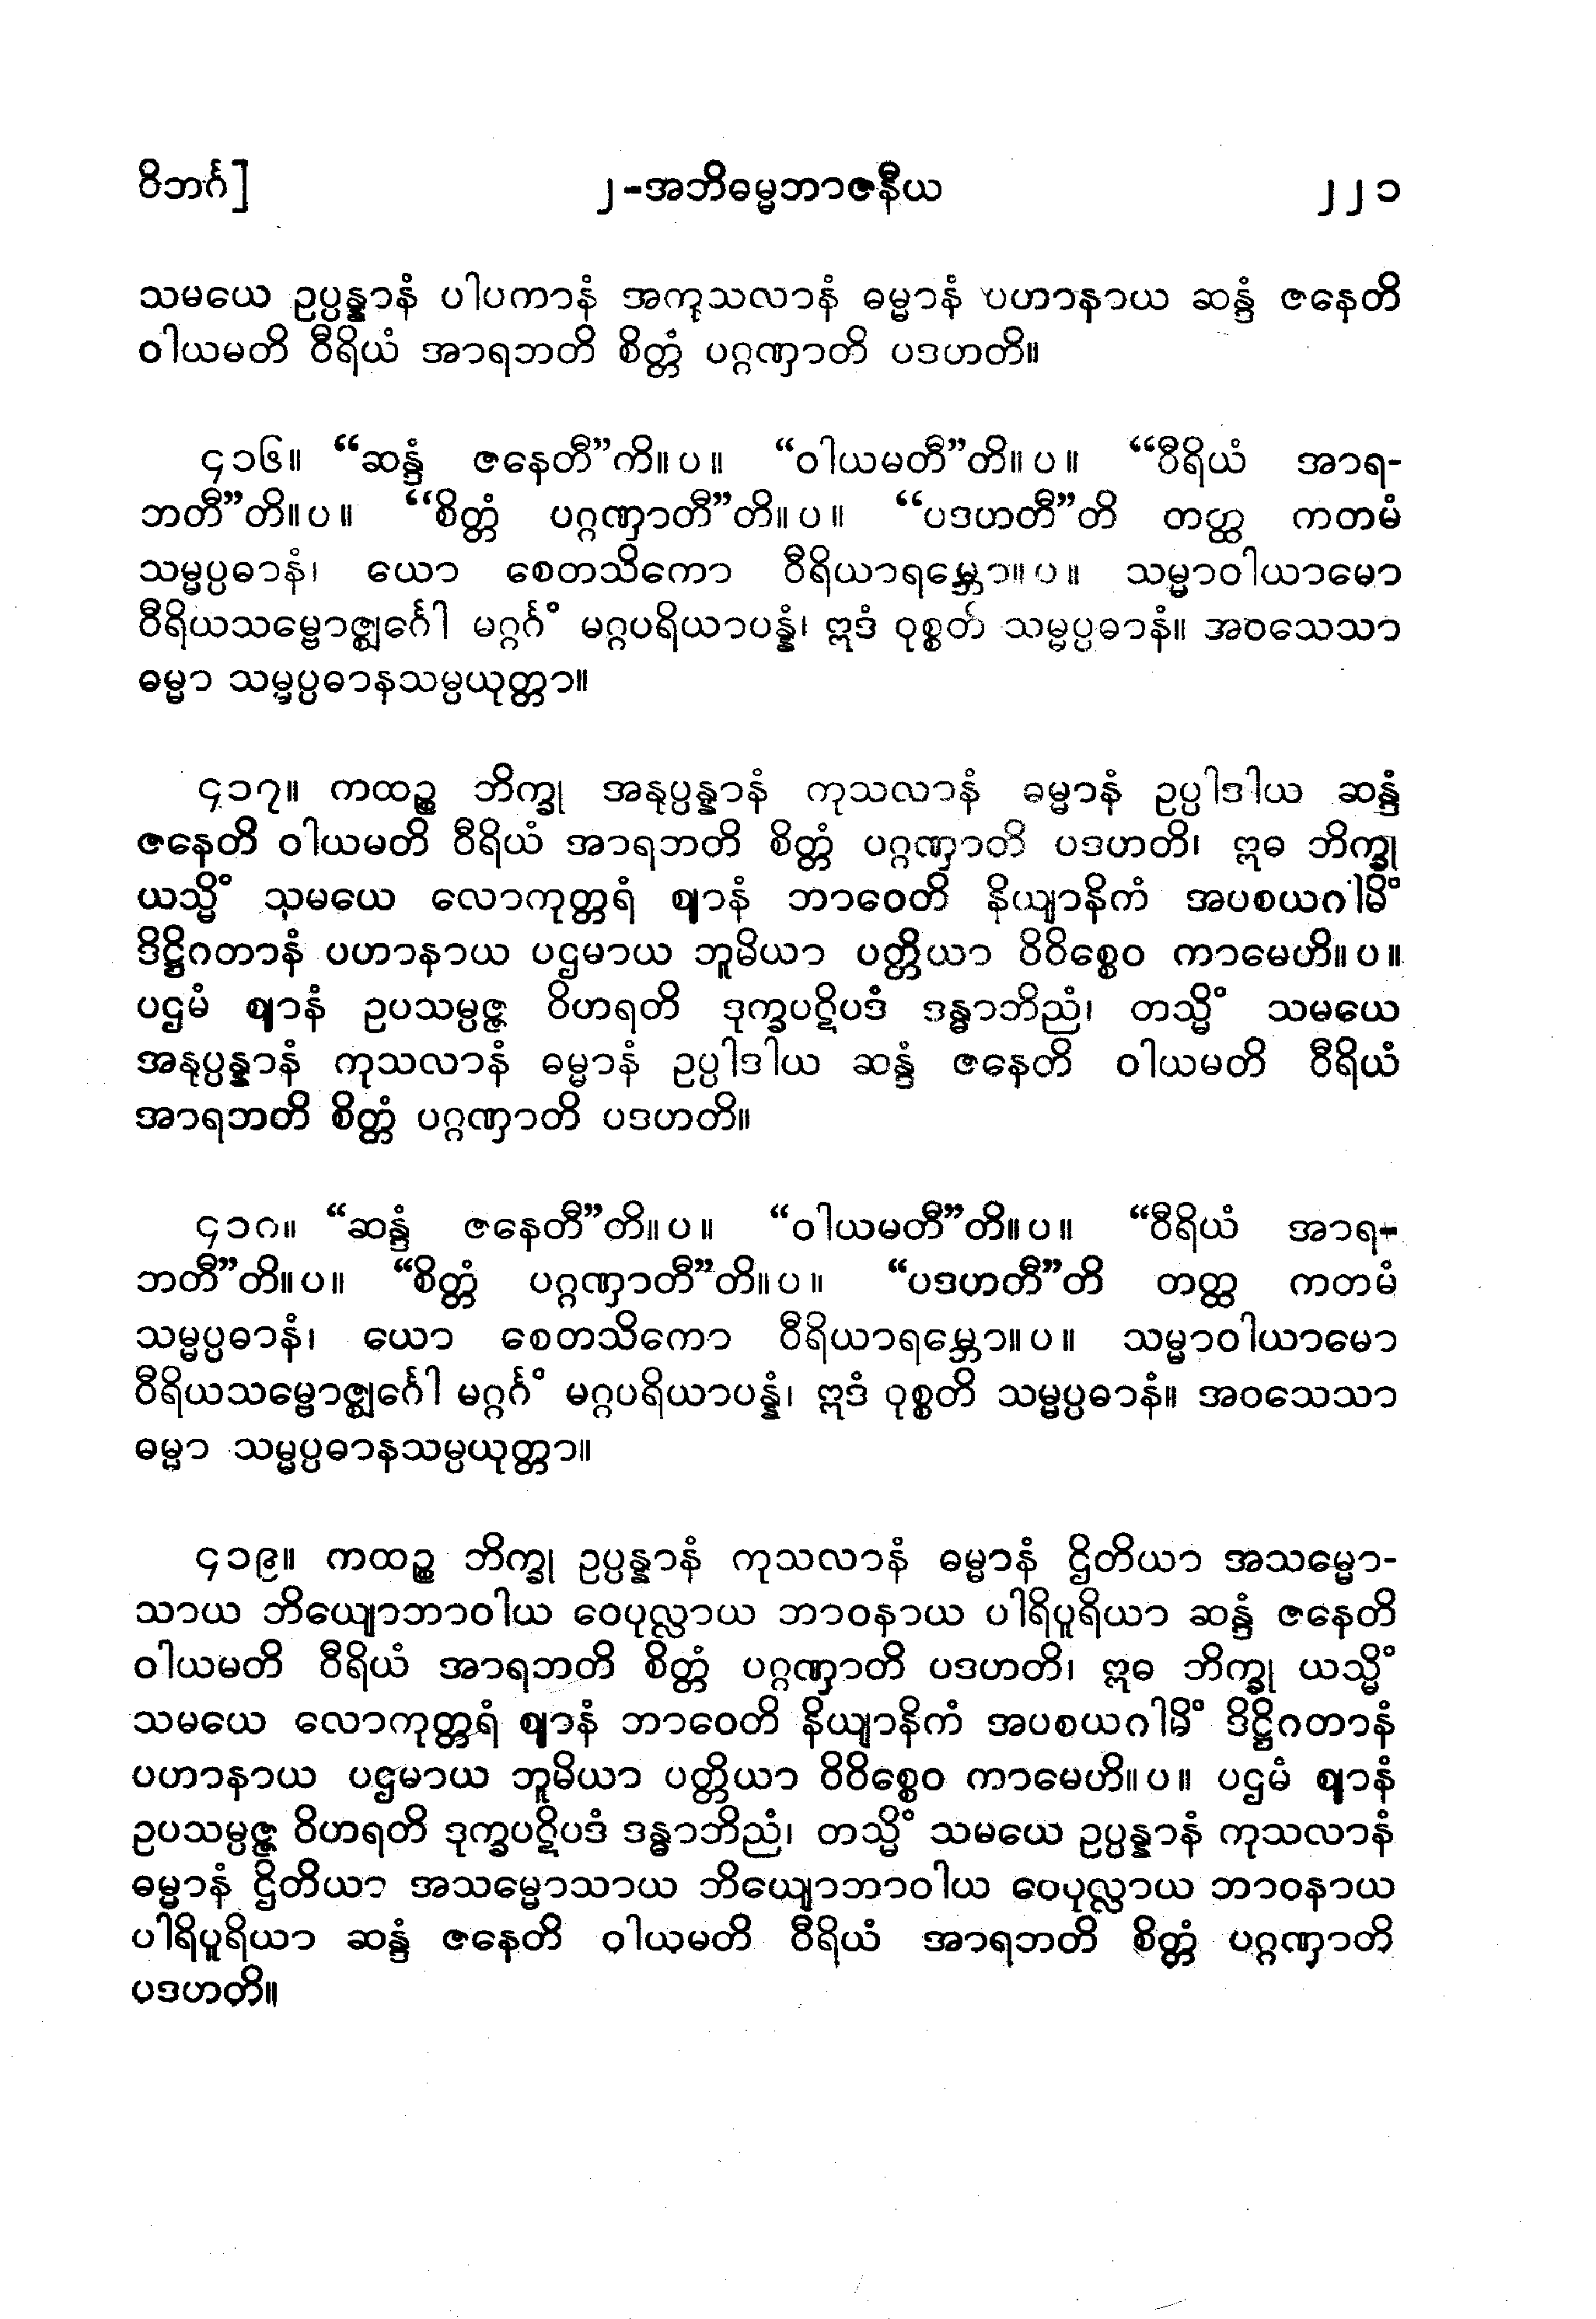 ဝိဘင်္ဂ] ၂-အဘိဓမ္မဘာဇနီယ ၂၂၁
သမယေ ဥပ္ပန္နာနံ ပါပကာနံ အကုသလာနံ ဓမ္မာနံ ပဟာနာယ ဆန္ဒံ ဇနေတိ
ဝါယမတိ ဝီရိယံ အာရဘတိ စိတ္တံ ပဂ္ဂဏှာတိ ပဒဟတိ။
၄၁၆။ “ဆန္ဒံ ဇနေတီ”ကိ။ပ။ “ဝါယမတီ”တိ။ပ။ “ဝီရိယံ အာရ-
ဘတီ”တိ။ပ။ “စိတ္တံ ပဂ္ဂဏှာတီ”တိ။ပ။ “ပဒဟတီ”တိ တတ္ထ ကတမံ
သမ္မပ္ပဓာနံ၊ ယော စေတသိကော ဝီရိယာရမ္ဘော။ပ။ သမ္မာဝါယာမော
ဝီရိယသမ္ဗောဇ္ဈင်္ဂေါ မဂ္ဂင်္ဂံ မဂ္ဂပရိယာပန္နံ၊ ဣဒံ ဝုစ္စတိ သမ္မပ္ပဓာနံ။ အဝသေသာ
ဓမ္မာ သမ္မပ္ပဓာနသမ္ပယုတ္တာ။
၄၁၇။ ကထဉ္စ ဘိက္ခု အနုပ္ပန္နာနံ ကုသလာနံ ဓမ္မာနံ ဥပ္ပါဒါယ ဆန္ဒံ
ဇနေတိ ဝါယမတိ ဝီရိယံ အာရဘတိ စိတ္တံ ပဂ္ဂဏှာတိ ပဒဟတိ၊ ဣဓ ဘိက္ခု
ယသ္မိံ သမယေ လောကုတ္တရံ ဈာနံ ဘာဝေတိ နိယျာနိကံ အပစယဂါမိံ
ဒိဋ္ဌိဂတာနံ ပဟာနာယ ပဌမာယ ဘူမိယာ ပတ္တိယာ ဝိဝိစ္စေဝ ကာမေဟိ။ပ။
ပဌမံ ဈာနံ ဥပသမ္ပဇ္ဇ ဝိဟရတိ ဒုက္ခပဋိပဒံ ဒန္ဓာဘိညံ၊ တသ္မိံ သမယေ
အနုပ္ပန္နာနံ ကုသလာနံ ဓမ္မာနံ ဥပ္ပါဒါယ ဆန္ဒံ ဇနေတိ ဝါယမတိ ဝီရိယံ
အာရဘတိ စိတ္တံ ပဂ္ဂဏှာတိ ပဒဟတိ။
၄၁၈။ “ဆန္ဒံ ဇနေတီ”တိ။ပ။ “ဝါယမတီ”တိ။ပ။ “ဝီရိယံ အာရ-
ဘတီ”တိ။ပ။ “စိတ္တံ ပဂ္ဂဏှာတီ”တိ။ပ။ “ပဒဟတီ”တိ တတ္ထ ကတမံ
သမ္မပ္ပဓာနံ၊ ယော စေတသိကော ဝီရိယာရမ္ဘော။ပ။ သမ္မာဝါယာမော
ဝီရိယသမ္ဗောဇ္ဈင်္ဂေါ မဂ္ဂင်္ဂံ မဂ္ဂပရိယာပန္နံ၊ ဣဒံ ဝုစ္စတိ သမ္မပ္ပဓာနံ။ အဝသေသာ
ဓမ္မာ သမ္မပ္ပဓာနသမ္ပယုတ္တာ။
၄၁၉။ ကထဉ္စ ဘိက္ခု ဥပ္ပန္နာနံ ကုသလာနံ ဓမ္မာနံ ဌိတိယာ အသမ္မော-
သာယ ဘိယျောဘာဝါယ ဝေပုလ္လာယ ဘာဝနာယ ပါရိပူရိယာ ဆန္ဒံ ဇနေတိ
ဝါယမတိ ဝီရိယံ အာရဘတိ စိတ္တံ ပဂ္ဂဏှာတိ ပဒဟတိ၊ ဣဓ ဘိက္ခု ယသ္မိံ
သမယေ လောကုတ္တရံ ဈာနံ ဘာဝေတိ နိယျာနိကံ အပစယဂါမိံ ဒိဋ္ဌိဂတာနံ
ပဟာနာယ ပဌမာယ ဘူမိယာ ပတ္တိယာ ဝိဝိစ္စေဝ ကာမေဟိ။ပ။ ပဌမံ ဈာနံ
ဥပသမ္ပဇ္ဇ ဝိဟရတိ ဒုက္ခပဋိပဒံ ဒန္ဓာဘိညံ၊ တသ္မိံ သမယေ ဥပ္ပန္နာနံ ကုသလာနံ
ဓမ္မာနံ ဌိတိယာ အသမ္မောသာယ ဘိယျောဘာဝါယ ဝေပုလ္လာယ ဘာဝနာယ
ပါရိပူရိယာ ဆန္ဒံ ဇနေတိ ဝါယမတိ ဝီရိယံ အာရဘတိ စိတ္တံ ပဂ္ဂဏှာတိ
ပဒဟတိ။